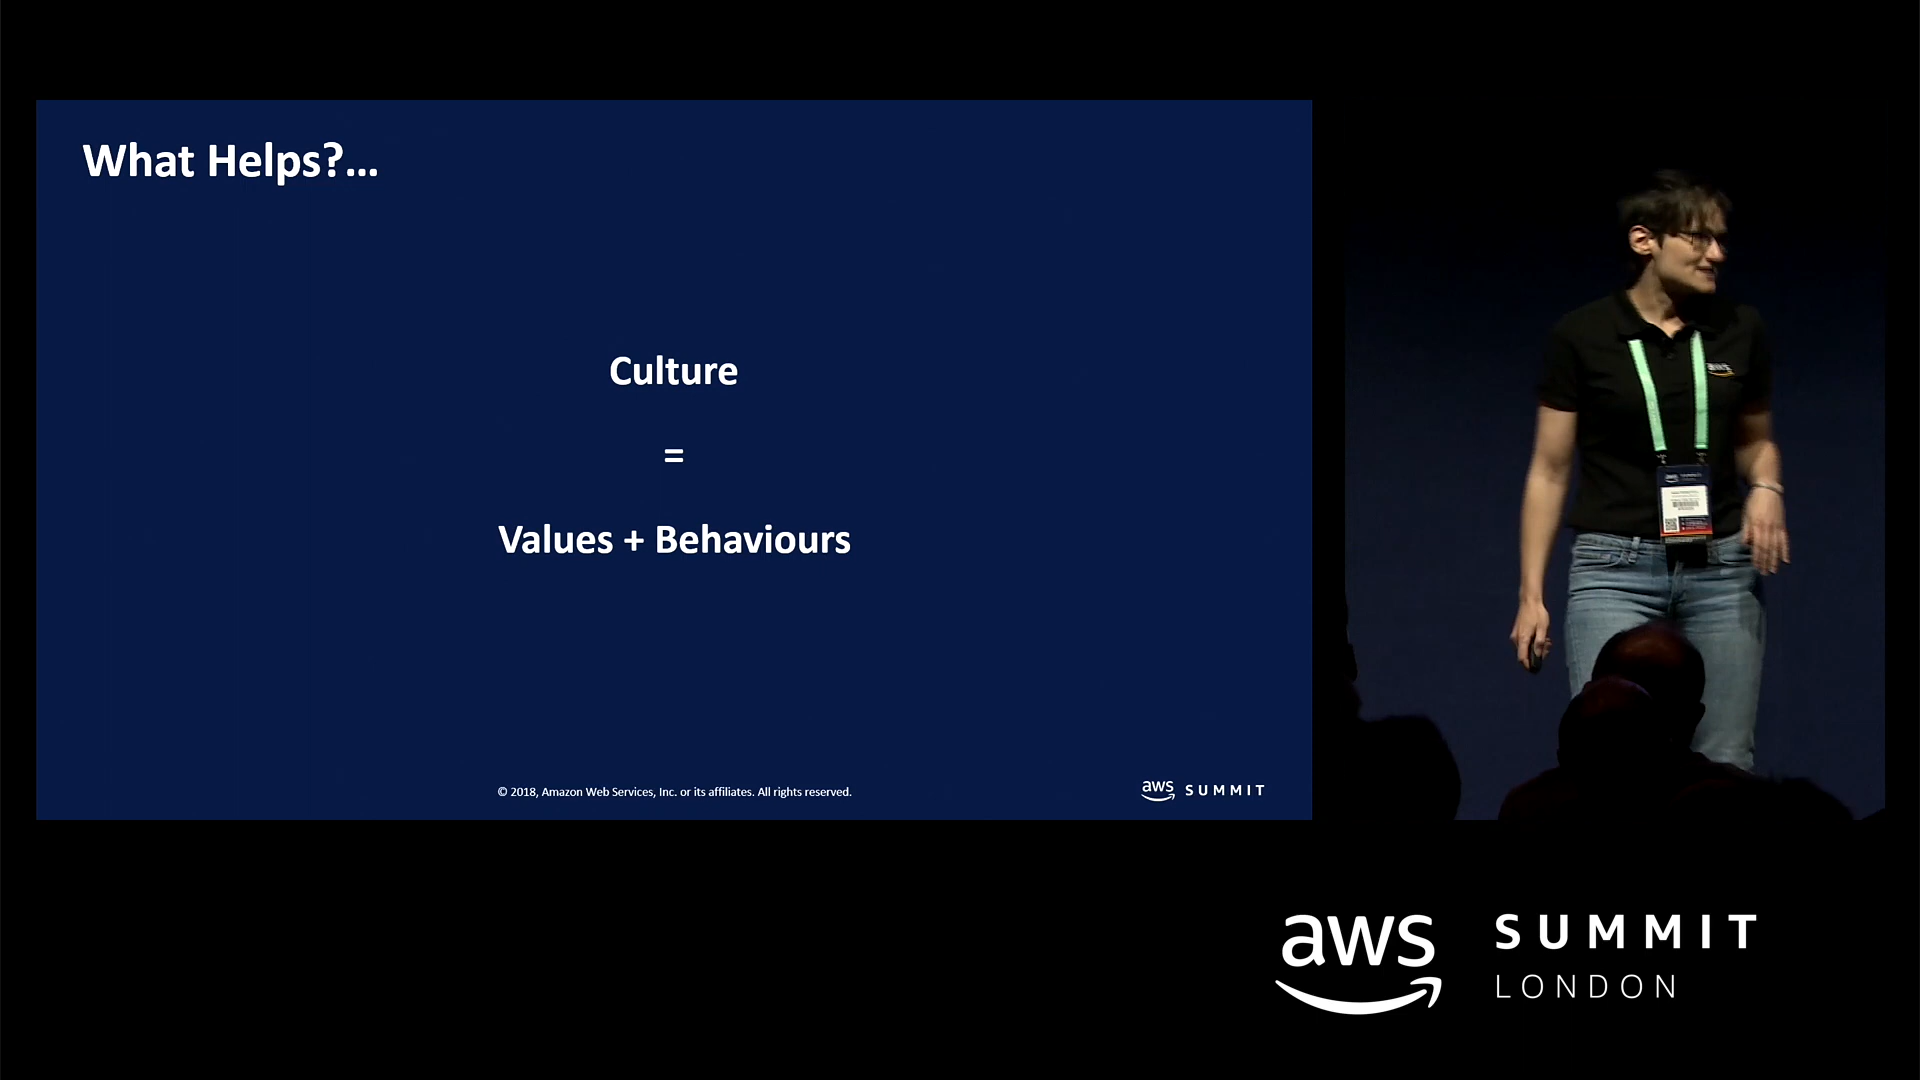 What Helps?...
Culture
=
Values + Behaviours
© 2018, Amazon Web Services, Inc. or its affiliates. All rights reserved.
aws SUMMIT
aws
aws SUMMIT
LONDON